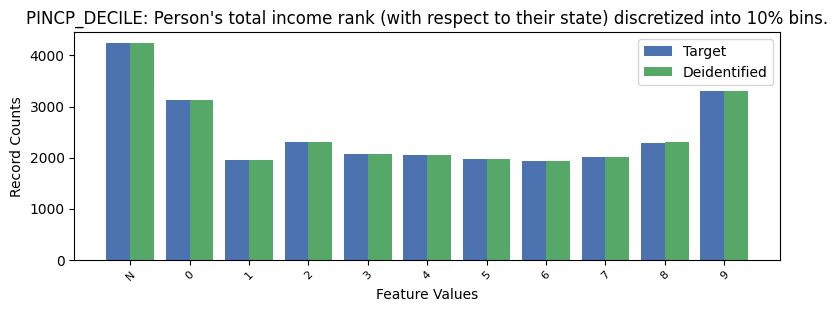 PINCP_DECILE: Person's total income rank (with respect to their state) discretized into 10% bins.
Target
Deidentified
Record Counts
4000
3000
2000
1000
0
N 0 1 2 3 4 5 6 7 8 9
Feature Values